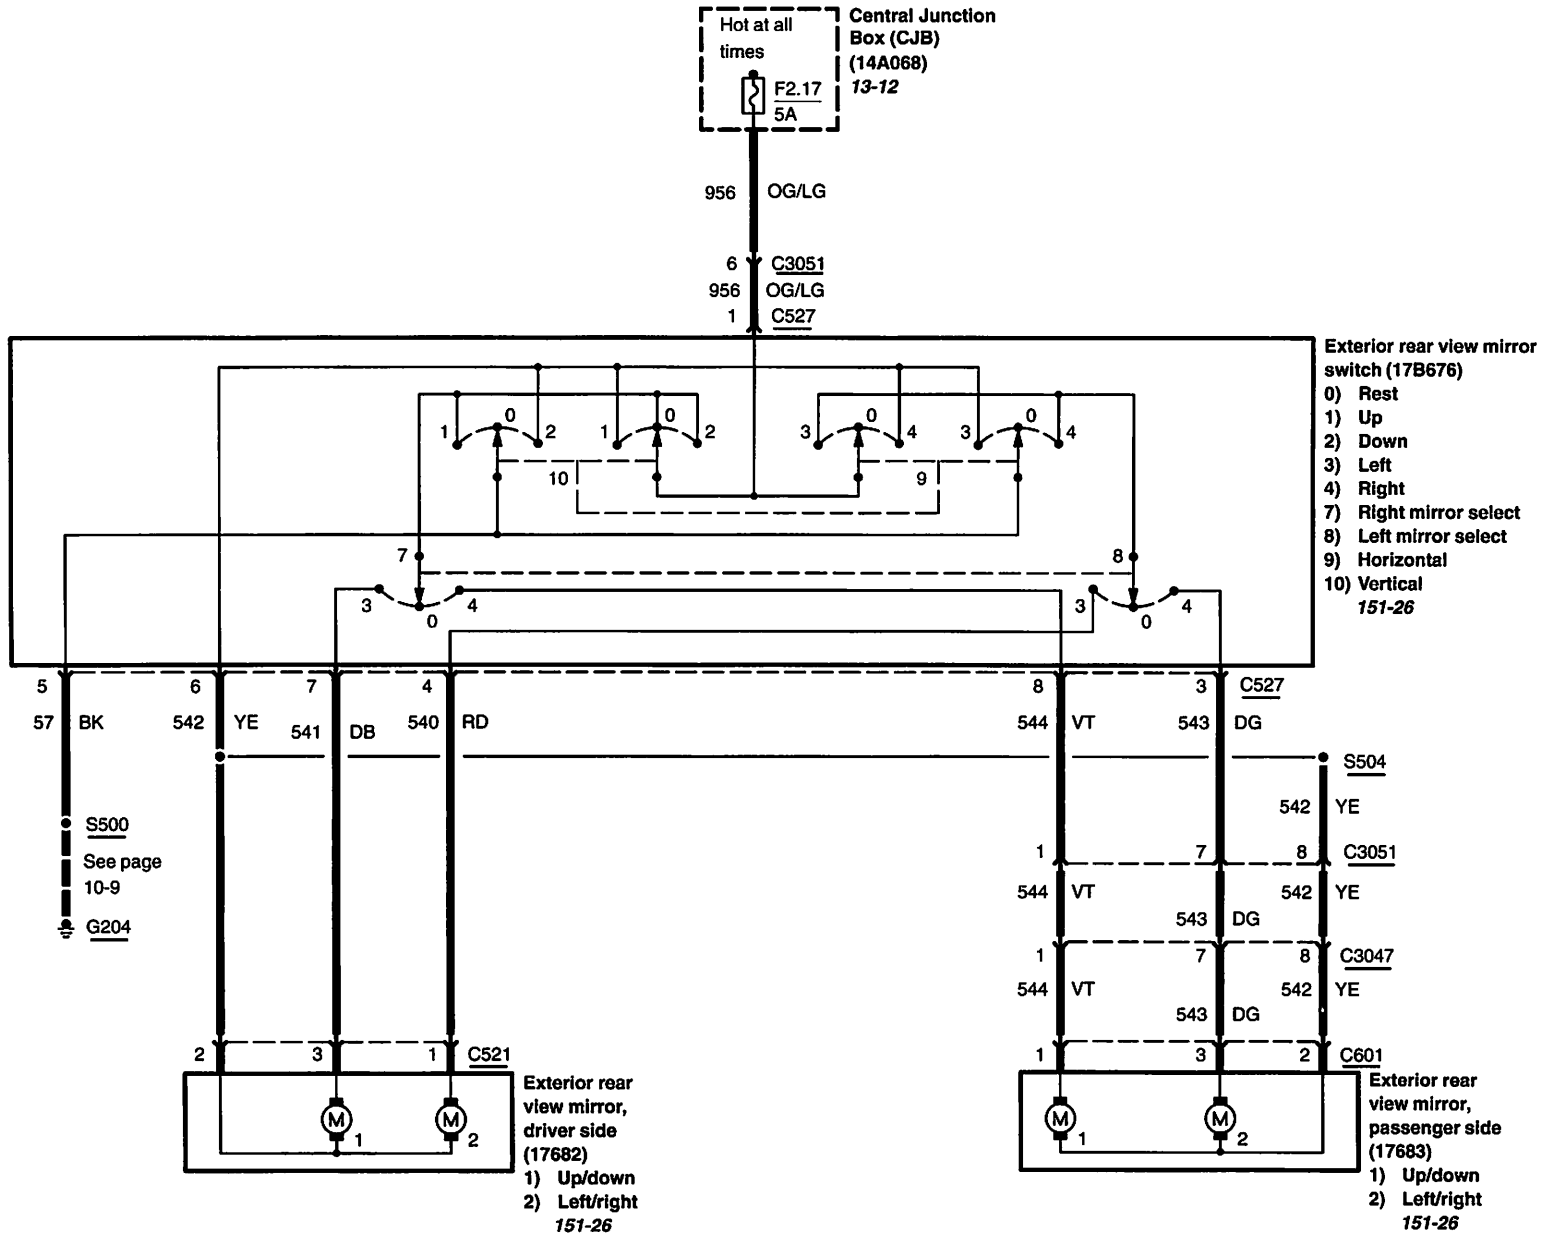 Hot at all
times
F2.17
5A
Central Junction
Box (CJB)
(14A068)
13-12
956 OG/LG
6 C3051
956 OG/LG
1 C527
Exterior rear view mirror
switch (17B676)
0) Rest
1) Up
2) Down
3) Left
4) Right
7) Right mirror select
8) Left mirror select
9) Horizontal
10) Vertical
151-26
1 0 2 1 0 2 3 0 4 3 0 4
10 9
7 8
3 0 4 3 0 4
5 6 7 4 8 3 C527
57 BK 542 YE 541 DB 540 RD 544 VT 543 DG
S504
542 YE
S500
See page
10-9
G204
1 7 8 C3051
544 VT 543 DG 542 YE
1 7 8 C3047
544 VT 543 DG 542 YE
2 3 1 C521
1 3 2 C601
M 1 M 2
Exterior rear
view mirror,
driver side
(17682)
1) Up/down
2) Left/right
151-26
M 1 M 2
Exterior rear
view mirror,
passenger side
(17683)
1) Up/down
2) Left/right
151-26